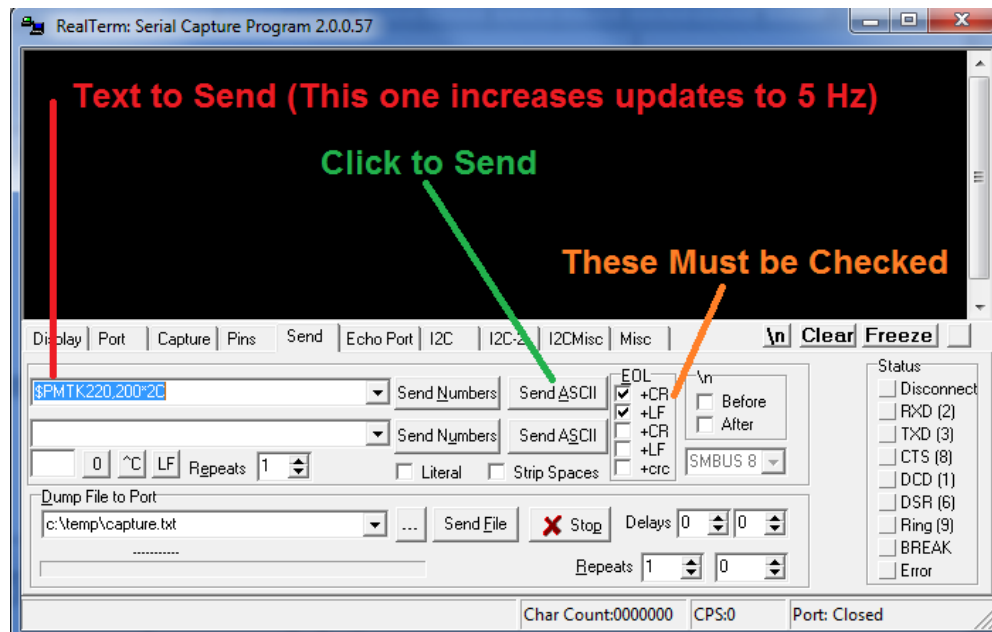 RealTerm: Serial Capture Program 2.0.0.57
Text to Send (This one increases updates to 5 Hz)
Click to Send
These Must be Checked
Display Port Capture Pins Send Echo Port I2C I2C-2 I2CMisc Misc \n Clear Freeze
$PMTK220,200*2C Send Numbers Send ASCII
EOL
+CR
+LF
\n
Before
After
Send Numbers Send ASCII
+CR
+LF
+crc
SMBUS 8
0 ^C LF Repeats 1 Literal Strip Spaces
Dump File to Port
c:\temp\capture.txt ... Send File Stop Delays 0 0
-----------
Repeats 1 0
Status
Disconnect
RXD (2)
TXD (3)
CTS (8)
DCD (1)
DSR (6)
Ring (9)
BREAK
Error
Char Count:0000000 CPS:0 Port: Closed